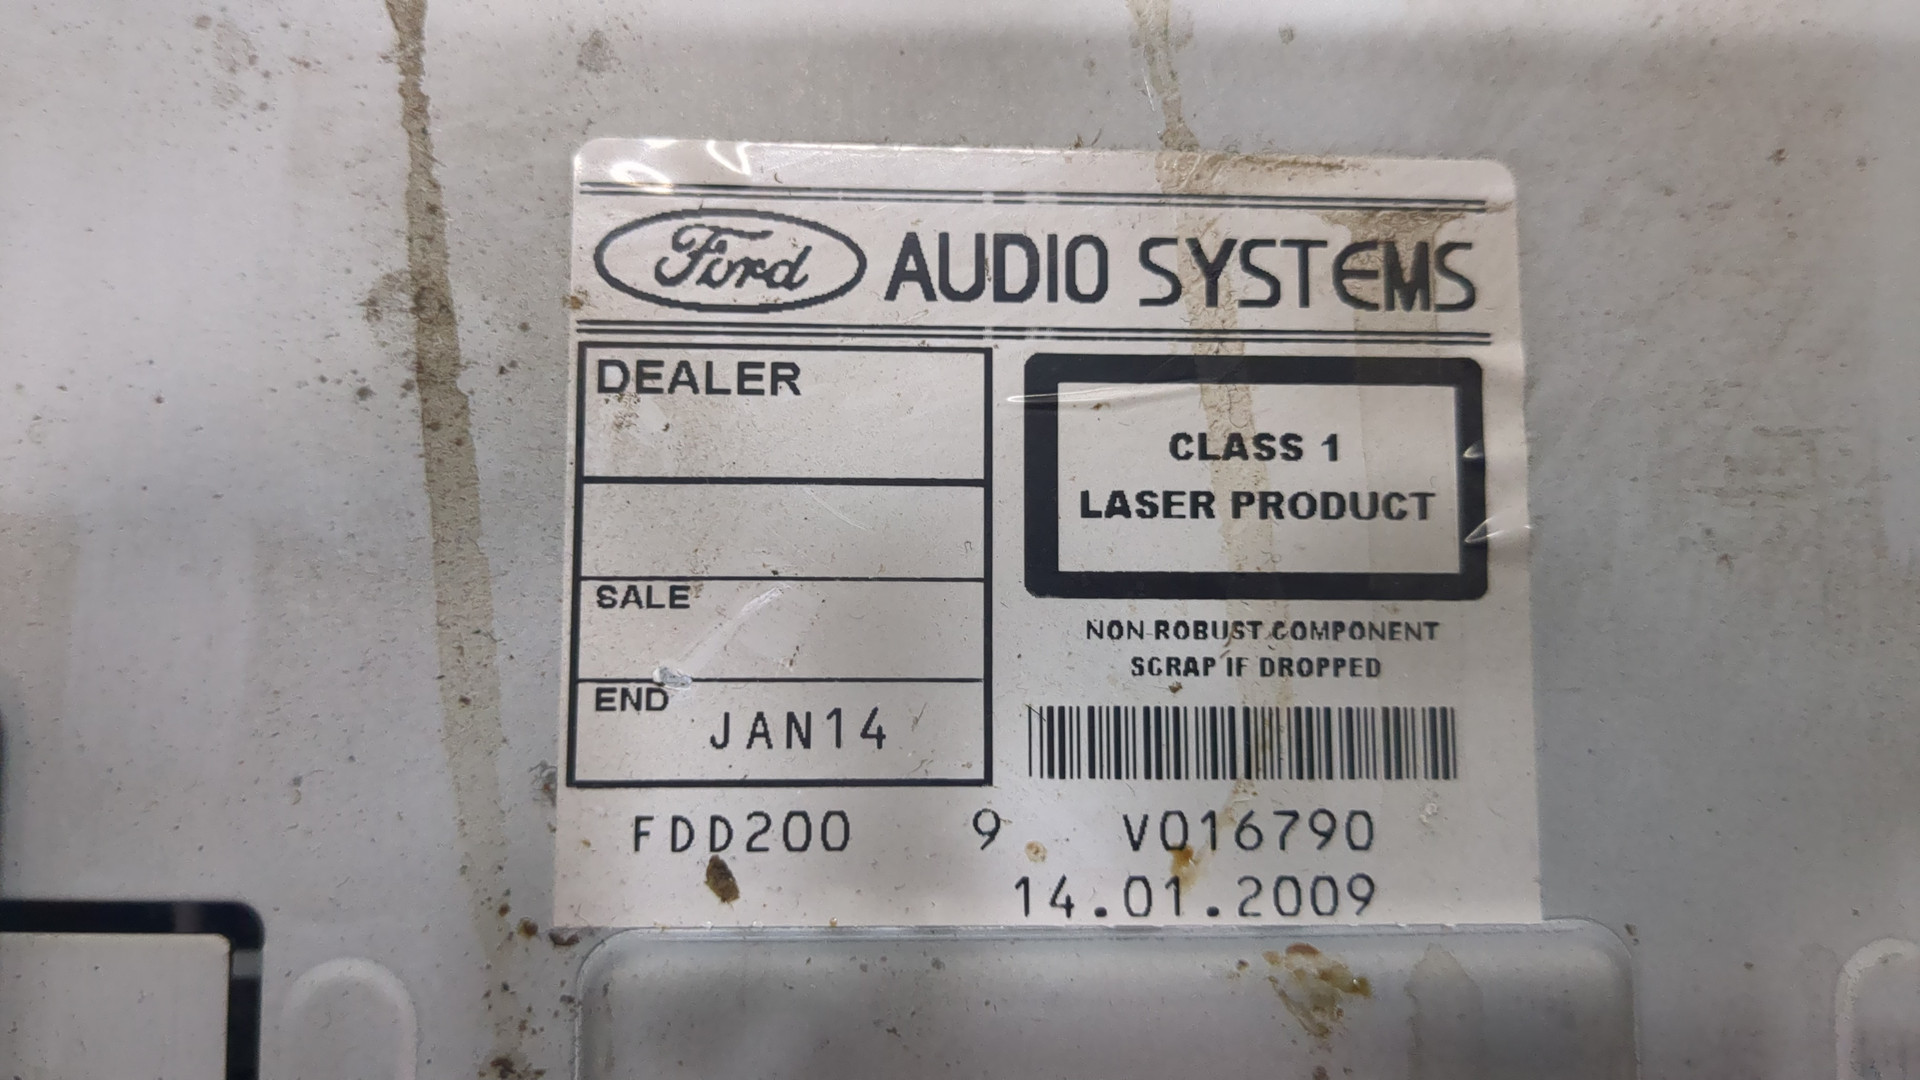 Ford AUDIO SYSTEMS
DEALER
SALE
END JAN14
CLASS 1
LASER PRODUCT
NON-ROBUST COMPONENT
SCRAP IF DROPPED
FDD200 9 V016790
14.01.2009